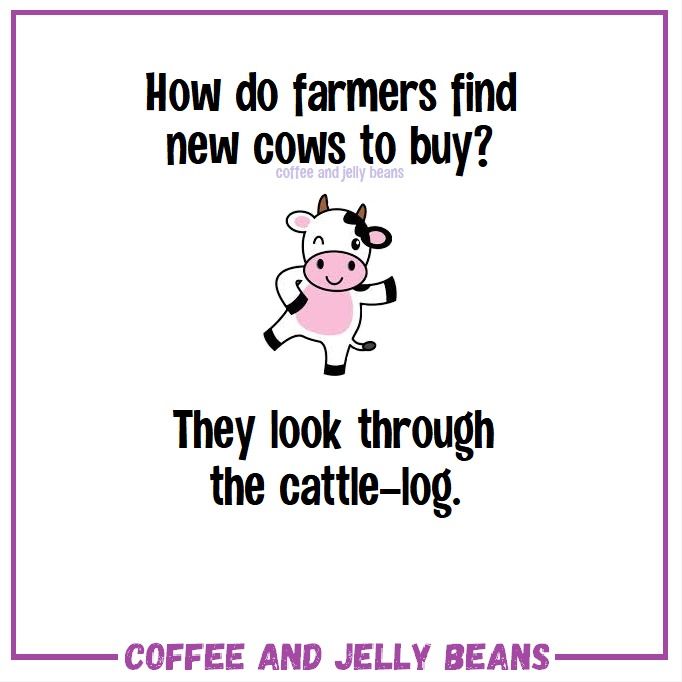 How do farmers find
new cows to buy?
coffee and jelly beans
They look through
the cattle-log.
COFFEE AND JELLY BEANS